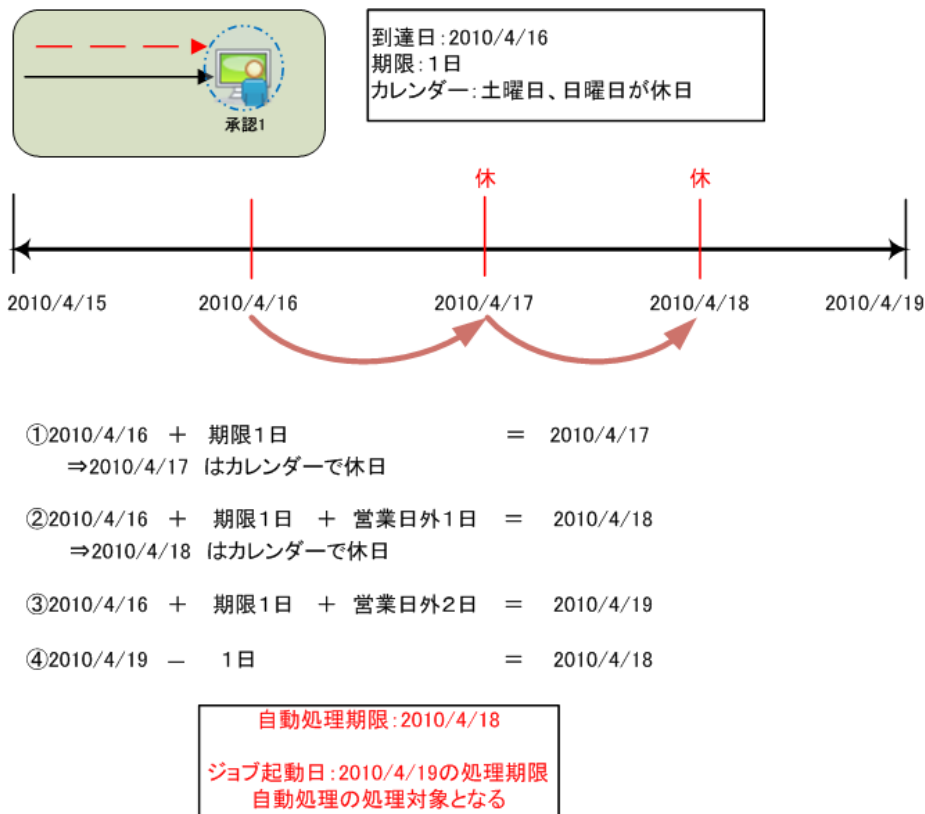 承認1
到達日:2010/4/16
期限:1日
カレンダー:土曜日、日曜日が休日
休 休
2010/4/15 2010/4/16 2010/4/17 2010/4/18 2010/4/19
①2010/4/16 + 期限1日 = 2010/4/17
⇒2010/4/17 はカレンダーで休日
②2010/4/16 + 期限1日 + 営業日外1日 = 2010/4/18
⇒2010/4/18 はカレンダーで休日
③2010/4/16 + 期限1日 + 営業日外2日 = 2010/4/19
④2010/4/19 － 1日 = 2010/4/18
自動処理期限:2010/4/18
ジョブ起動日:2010/4/19の処理期限
自動処理の処理対象となる